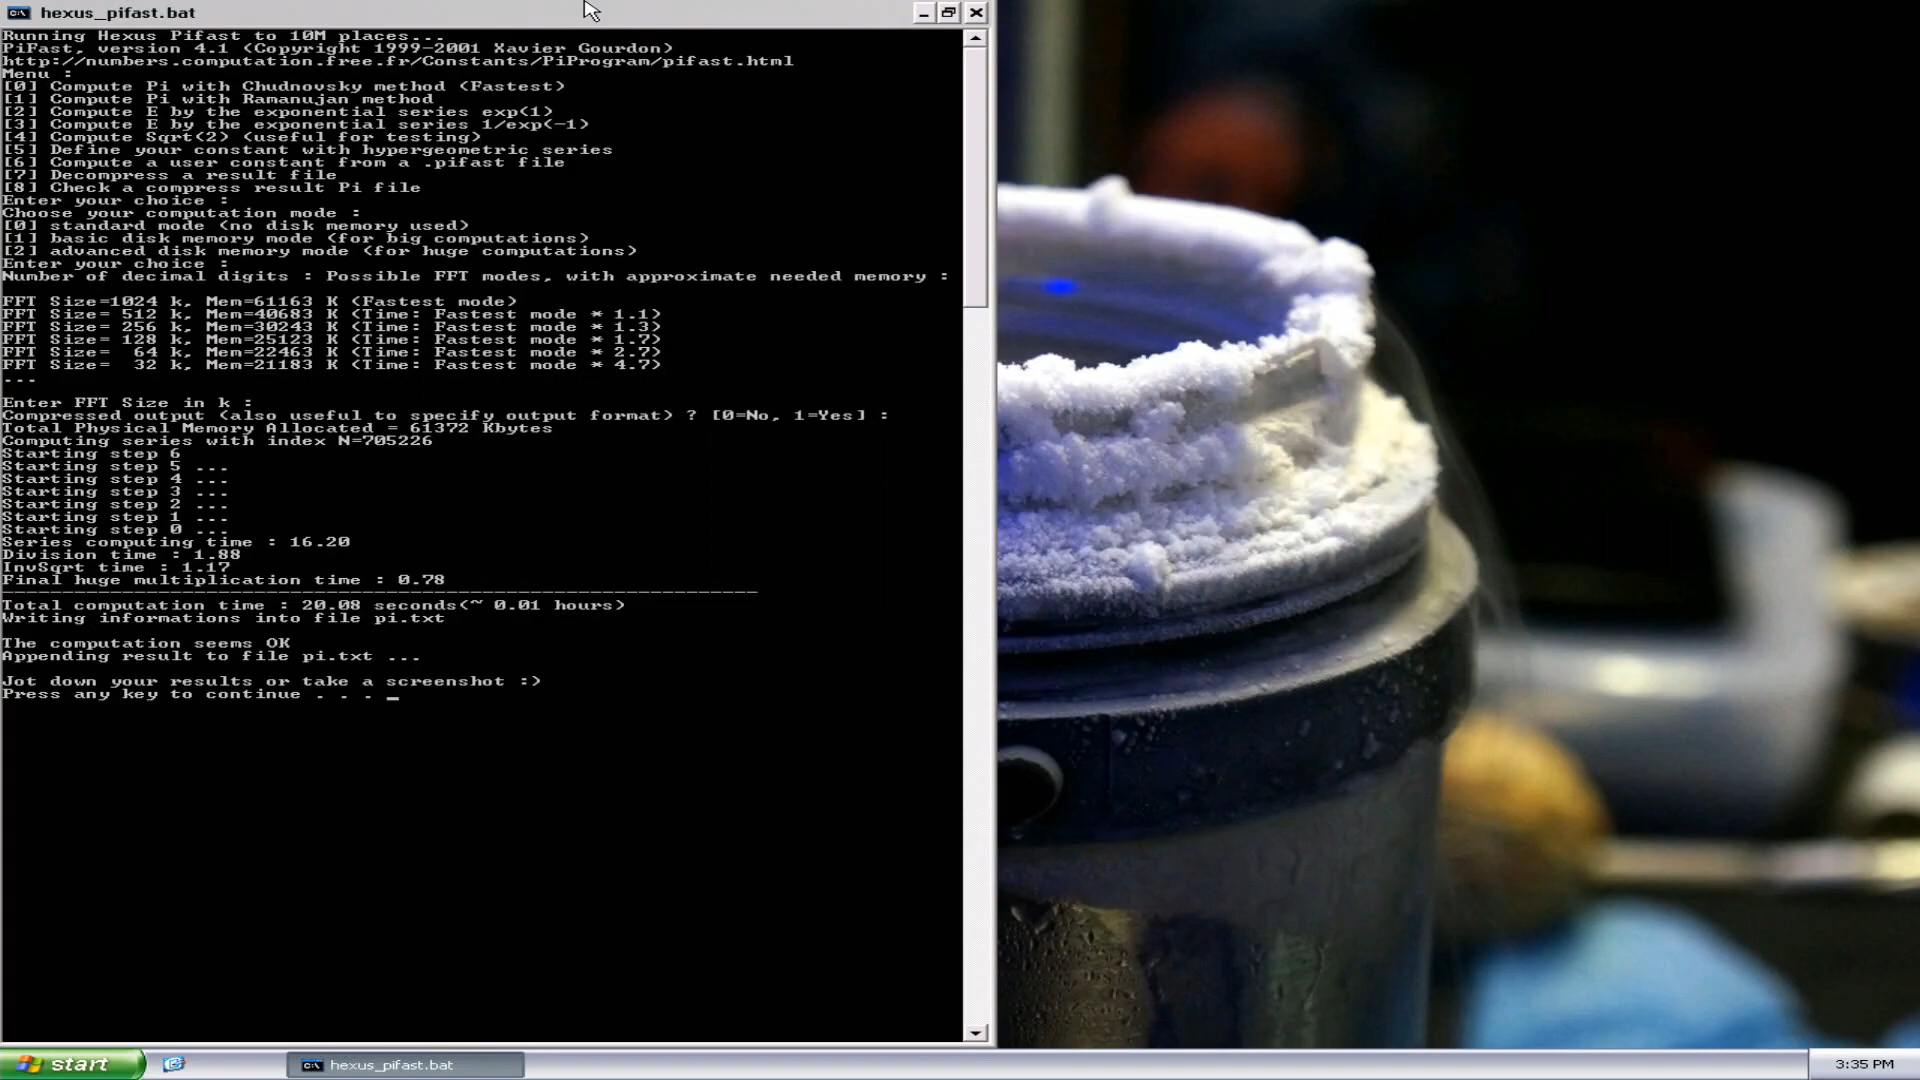 hexus_pifast.bat
Running Hexus Pifast to 10M places...
PiFast, version 4.1 (Copyright 1999-2001 Xavier Gourdon)
http://numbers.computation.free.fr/Constants/PiProgram/pifast.html
Menu :
[0] Compute Pi with Chudnovsky method (Fastest)
[1] Compute Pi with Ramanujan method
[2] Compute E by the exponential series exp(1)
[3] Compute E by the exponential series 1/exp(-1)
[4] Compute Sqrt(2) (useful for testing)
[5] Define your constant with hypergeometric series
[6] Compute a user constant from a .pifast file
[7] Decompress a result file
[8] Check a compress result Pi file
Enter your choice :
Choose your computation mode :
[0] standard mode (no disk memory used)
[1] basic disk memory mode (for big computations)
[2] advanced disk memory mode (for huge computations)
Enter your choice :
Number of decimal digits : Possible FFT modes, with approximate needed memory :
FFT Size=1024 k, Mem=61163 K (Fastest mode)
FFT Size= 512 k, Mem=40683 K (Time: Fastest mode * 1.1)
FFT Size= 256 k, Mem=30243 K (Time: Fastest mode * 1.3)
FFT Size= 128 k, Mem=25123 K (Time: Fastest mode * 1.7)
FFT Size=  64 k, Mem=22463 K (Time: Fastest mode * 2.7)
FFT Size=  32 k, Mem=21183 K (Time: Fastest mode * 4.7)
...
Enter FFT Size in k :
Compressed output (also useful to specify output format) ? [0=No, 1=Yes] :
Total Physical Memory Allocated = 61372 Kbytes
Computing series with index N=705226
Starting step 6
Starting step 5 ...
Starting step 4 ...
Starting step 3 ...
Starting step 2 ...
Starting step 1 ...
Starting step 0 ...
Series computing time : 16.20
Division time : 1.88
InvSqrt time : 1.17
Final huge multiplication time : 0.78
---------------------------------------------------------------
Total computation time : 20.08 seconds(~ 0.01 hours)
Writing informations into file pi.txt
The computation seems OK
Appending result to file pi.txt ...
Jot down your results or take a screenshot :)
Press any key to continue . . . _
start
hexus_pifast.bat
3:35 PM